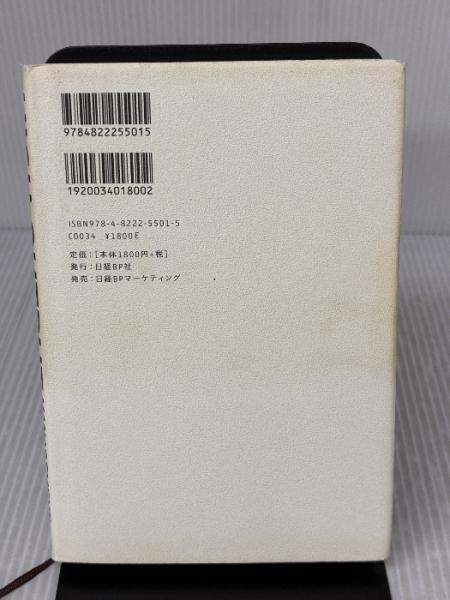 9784822255015
1920034018002
ISBN978-4-8222-5501-5
C0034 ¥1800E
定価:[本体1800円+税]
発行:日経BP社
発売:日経BPマーケティング